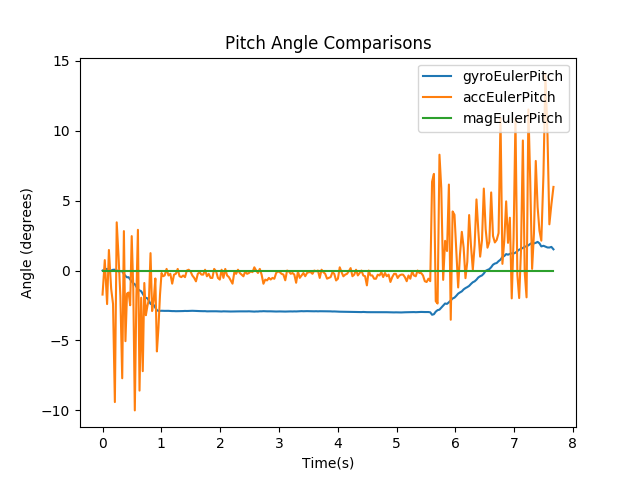 Pitch Angle Comparisons
gyroEulerPitch
accEulerPitch
magEulerPitch
Angle (degrees)
15
10
5
0
−5
−10
0 1 2 3 4 5 6 7 8
Time(s)